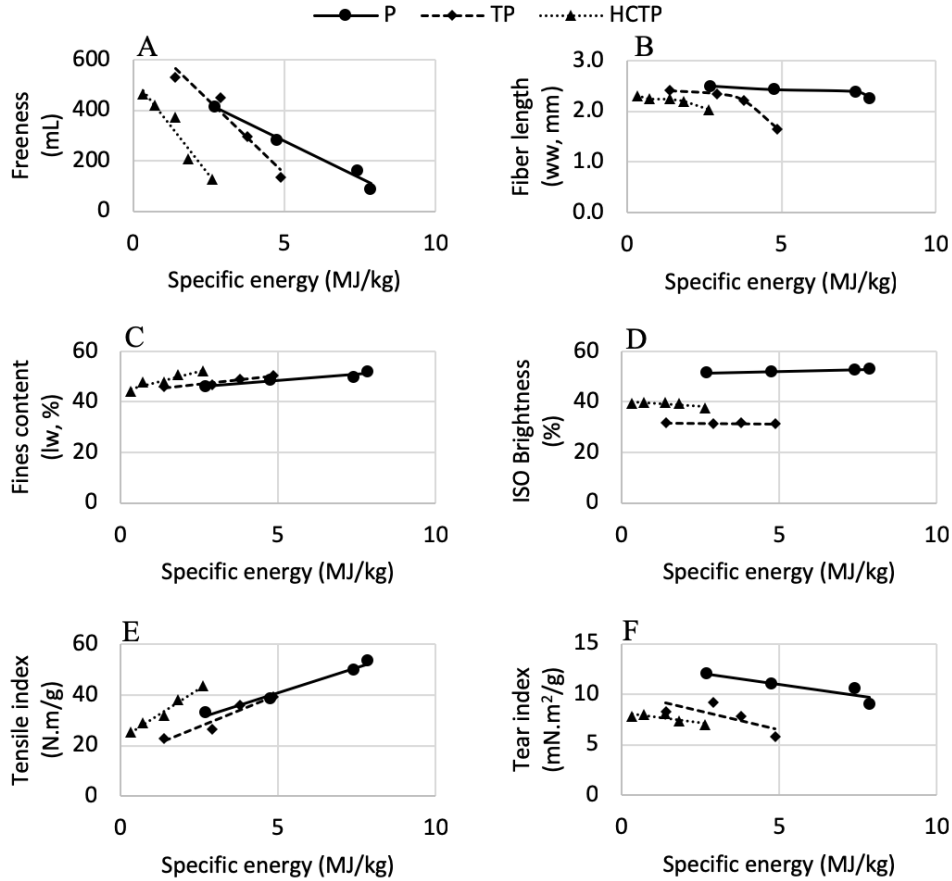 P TP HCTP
A
Freeness
(mL)
600
400
200
0
0 5 10
Specific energy (MJ/kg)
B
Fiber length
(ww, mm)
3.0
2.0
1.0
0.0
0 5 10
Specific energy (MJ/kg)
C
Fines content
(lw, %)
60
40
20
0
0 5 10
Specific energy (MJ/kg)
D
ISO Brightness
(%)
60
40
20
0
0 5 10
Specific energy (MJ/kg)
E
Tensile index
(N.m/g)
60
40
20
0
0 5 10
Specific energy (MJ/kg)
F
Tear index
(mN.m²/g)
15
10
5
0
0 5 10
Specific energy (MJ/kg)